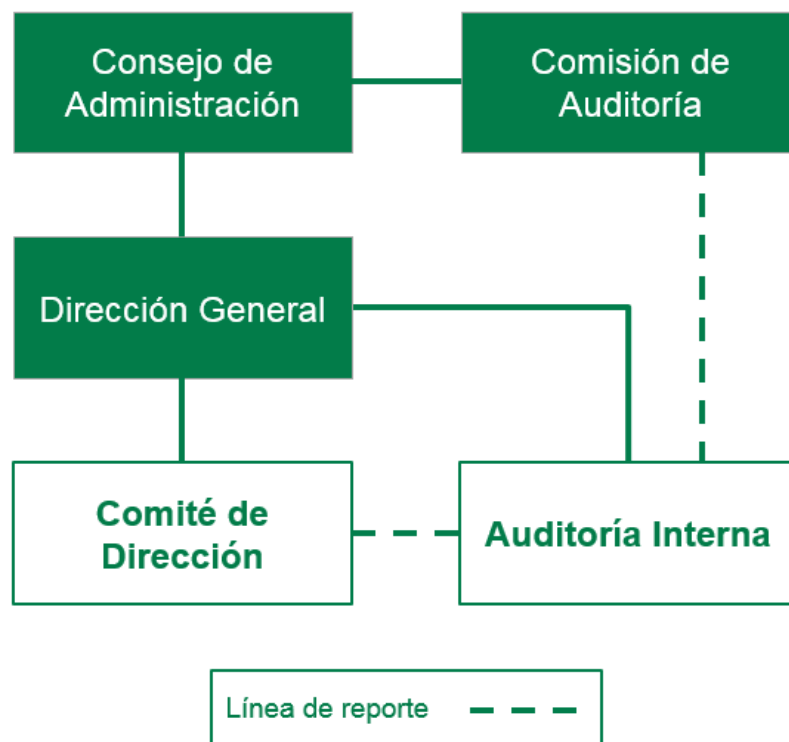 Consejo de
Administración
Comisión de
Auditoría
Dirección General
Comité de
Dirección
Auditoría Interna
Línea de reporte